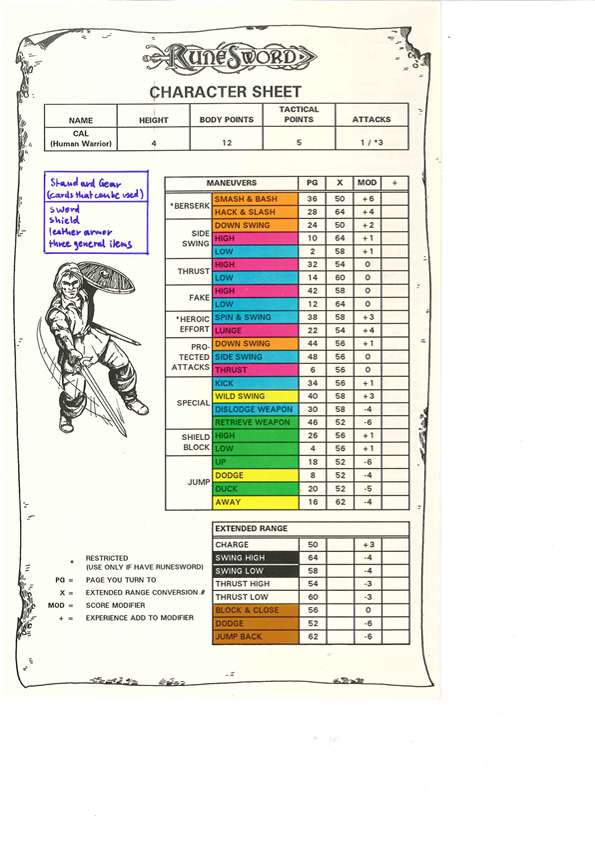 RUNESWORD
CHARACTER SHEET
NAME HEIGHT BODY POINTS TACTICAL POINTS ATTACKS
CAL (Human Warrior) 4 12 5 1 / *3
Standard Gear
(cards that can be used)
sword
shield
leather armor
three general items
MANEUVERS PG X MOD +
*BERSERK SMASH & BASH 36 50 +6
HACK & SLASH 28 64 +4
DOWN SWING 24 50 +2
SIDE SWING HIGH 10 64 +1
LOW 2 58 +1
THRUST HIGH 32 54 0
LOW 14 60 0
FAKE HIGH 42 58 0
LOW 12 64 0
*HEROIC EFFORT SPIN & SWING 38 58 +3
LUNGE 22 54 +4
PRO-TECTED ATTACKS DOWN SWING 44 56 +1
SIDE SWING 48 56 0
THRUST 6 56 0
SPECIAL KICK 34 56 +1
WILD SWING 40 58 +3
DISLODGE WEAPON 30 58 -4
RETRIEVE WEAPON 46 52 -6
SHIELD BLOCK HIGH 26 56 +1
LOW 4 56 +1
JUMP UP 18 52 -6
DODGE 8 52 -4
DUCK 20 52 -5
AWAY 16 62 -4
EXTENDED RANGE
CHARGE 50 +3
SWING HIGH 64 -4
SWING LOW 58 -4
THRUST HIGH 54 -3
THRUST LOW 60 -3
BLOCK & CLOSE 56 0
DODGE 52 -6
JUMP BACK 62 -6
* RESTRICTED
(USE ONLY IF HAVE RUNESWORD)
PG = PAGE YOU TURN TO
X = EXTENDED RANGE CONVERSION #
MOD = SCORE MODIFIER
+ = EXPERIENCE ADD TO MODIFIER